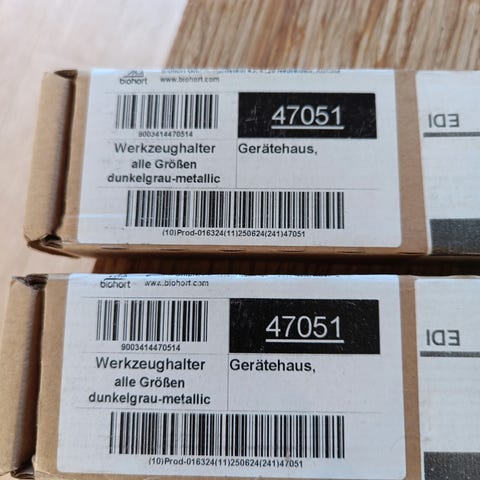 biohort www.biohort.com
9003414470514
47051
Werkzeughalter
alle Größen
dunkelgrau-metallic
Gerätehaus,
(10)Prod-016324(11)250624(241)47051
EDI
biohort www.biohort.com
9003414470514
47051
Werkzeughalter
alle Größen
dunkelgrau-metallic
Gerätehaus,
(10)Prod-016324(11)250624(241)47051
EDI